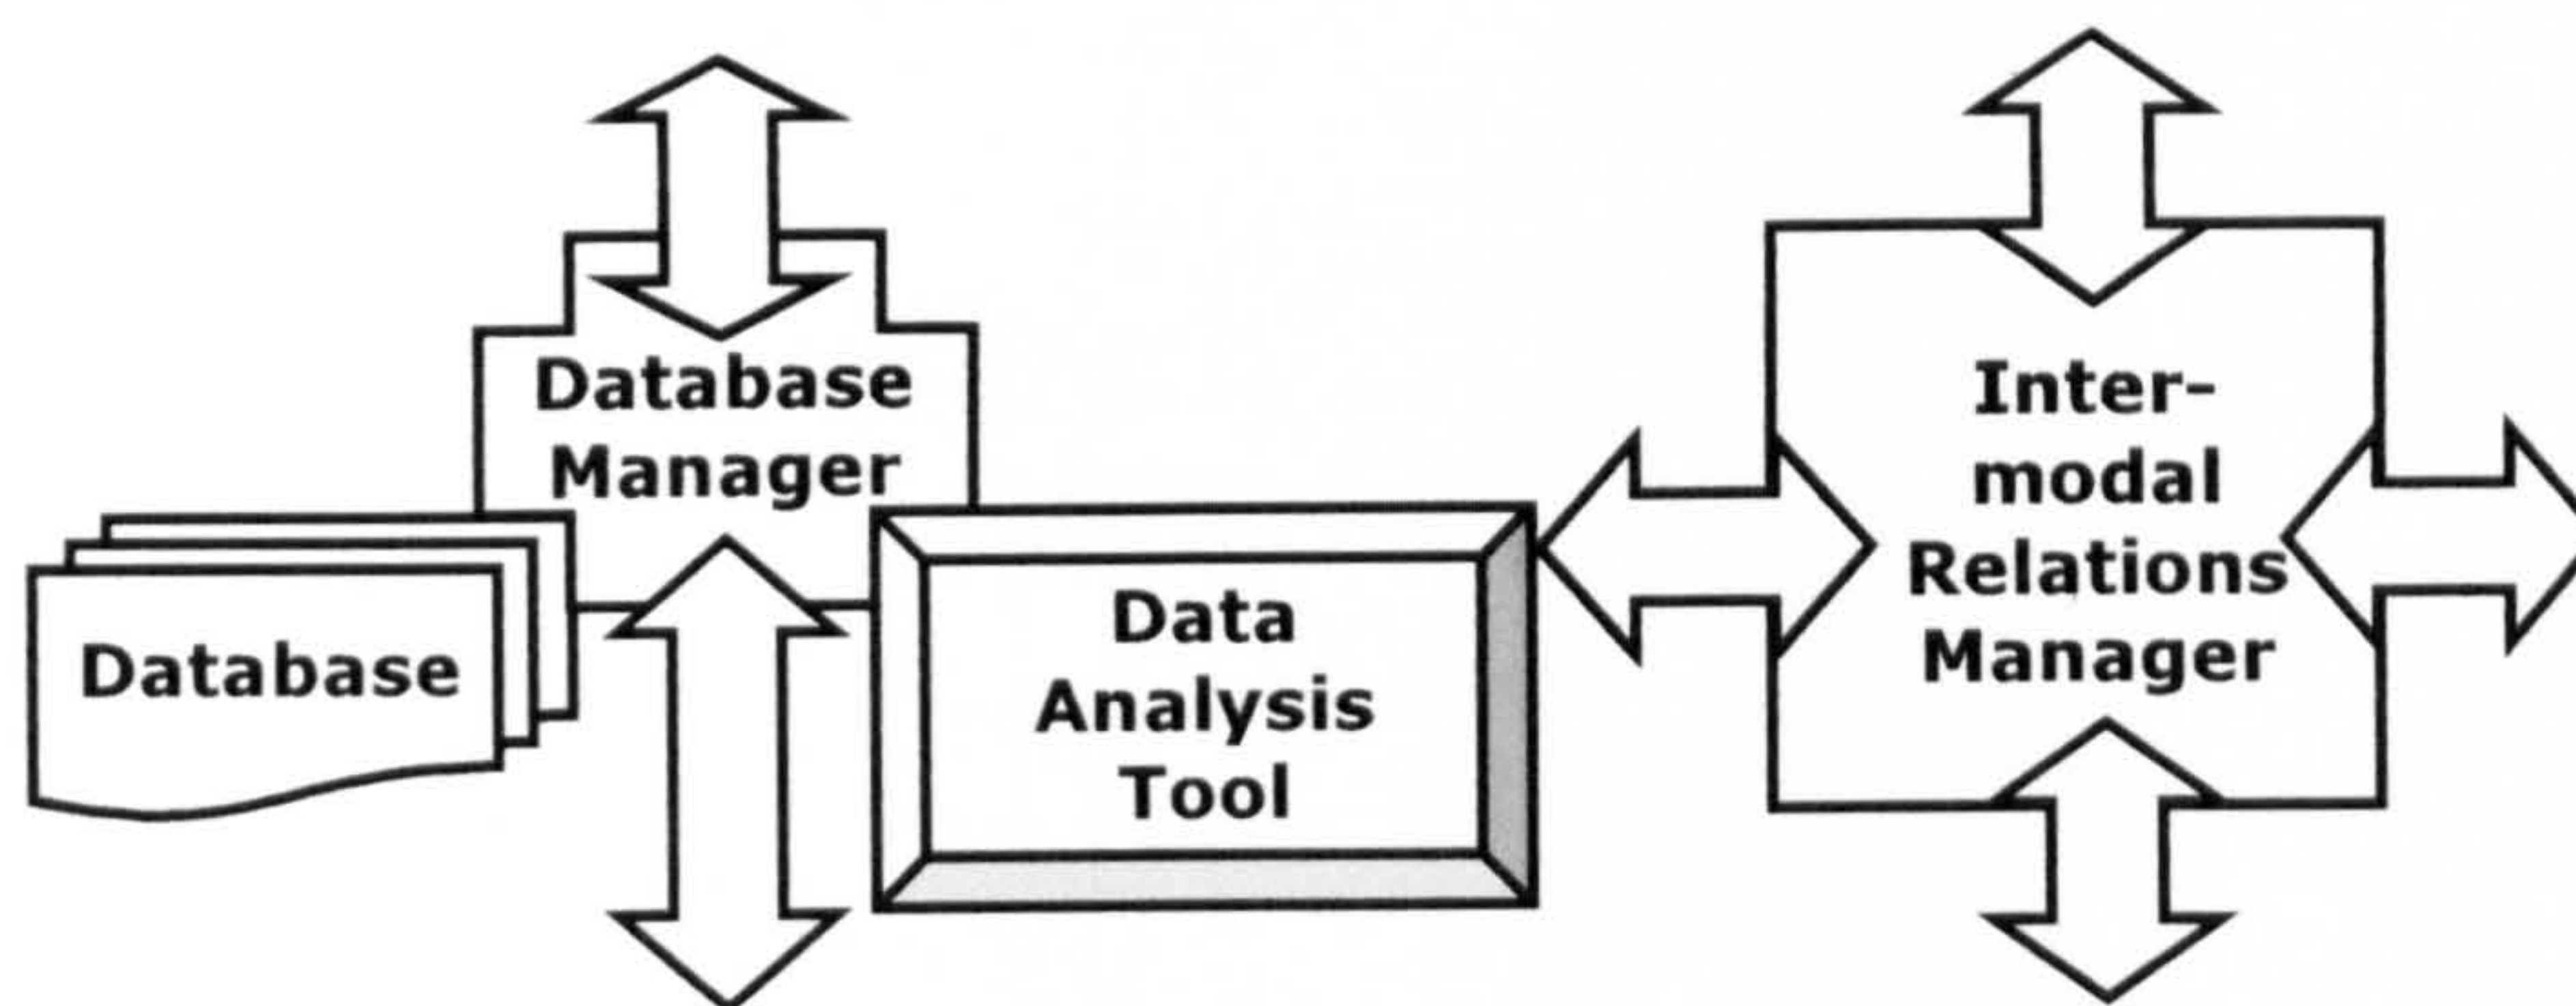 Database
Manager
Database
Data
Analysis
Tool
Inter-
modal
Relations
Manager